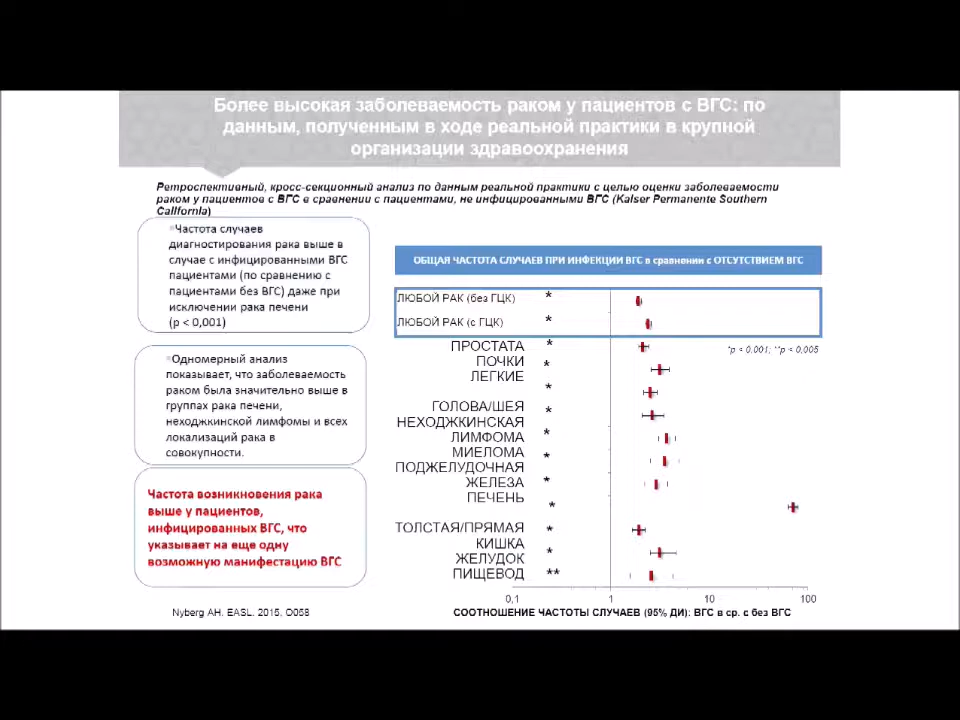 Более высокая заболеваемость раком у пациентов с ВГС: по
данным, полученным в ходе реальной практики в крупной
организации здравоохранения
Ретроспективный, кросс-секционный анализ по данным реальной практики с целью оценки заболеваемости
раком у пациентов с ВГС в сравнении с пациентами, не инфицированными ВГС (Kaiser Permanente Southern
California)
Частота случаев
диагностирования рака выше в
случае с инфицированными ВГС
пациентами (по сравнению с
пациентами без ВГС) даже при
исключении рака печени
(p < 0,001)
Одномерный анализ
показывает, что заболеваемость
раком была значительно выше в
группах рака печени,
неходжкинской лимфомы и всех
локализаций рака в
совокупности.
Частота возникновения рака
выше у пациентов,
инфицированных ВГС, что
указывает на еще одну
возможную манифестацию ВГС
Nyberg AH. EASL. 2015, O058
ОБЩАЯ ЧАСТОТА СЛУЧАЕВ ПРИ ИНФЕКЦИИ ВГС в сравнении с ОТСУТСТВИЕМ ВГС
ЛЮБОЙ РАК (без ГЦК) *
ЛЮБОЙ РАК (с ГЦК) *
*p < 0,001; **p < 0,005
ПРОСТАТА *
ПОЧКИ *
ЛЕГКИЕ
*
ГОЛОВА/ШЕЯ *
НЕХОДЖКИНСКАЯ
ЛИМФОМА *
МИЕЛОМА *
ПОДЖЕЛУДОЧНАЯ
ЖЕЛЕЗА *
ПЕЧЕНЬ
*
ТОЛСТАЯ/ПРЯМАЯ *
КИШКА
ЖЕЛУДОК *
ПИЩЕВОД **
0,1 1 10 100
СООТНОШЕНИЕ ЧАСТОТЫ СЛУЧАЕВ (95% ДИ): ВГС в ср. с без ВГС